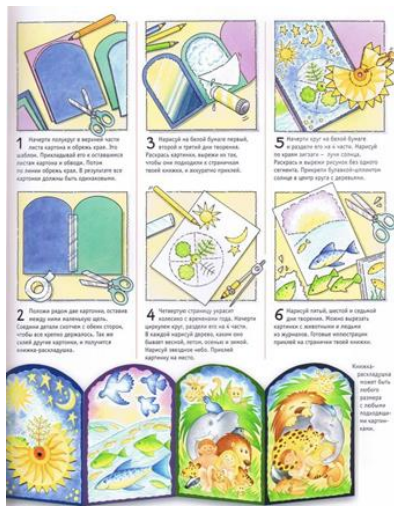 1 Начерти полукруг в верхней части
листа картона и обрежь края. Это
шаблон. Прикладывай его к оставшимся
листам картона и обводи. Потом
по линии обрежь края. В результате все
картонки должны быть одинаковыми.
3 Нарисуй на белой бумаге первый,
второй и третий дни творения.
Раскрась картинки, вырежи их так,
чтобы они подходили к страничкам
твоей книжки, и аккуратно приклей.
5 Начерти круг на белой бумаге
и раздели его на 4 части. Нарисуй
по краям зигзаги – лучи солнца.
Раскрась и вырежи рисунок без одного
сегмента. Прикрепи булавкой-шплинтом
солнце в центр круга с деревьями.
2 Положи рядом две картонки, оставив
между ними маленькую щель.
Соедини детали скотчем с обеих сторон,
чтобы все крепко держалось. Так же
склей другие картонки, и получится
книжка-раскладушка.
4 Четвертую страницу украсит
колесико с временами года. Начерти
циркулем круг, раздели его на 4 части.
В каждой нарисуй дерево, каким оно
бывает весной, летом, осенью и зимой.
Нарисуй звездное небо. Приклей
картинку на место.
6 Нарисуй пятый, шестой и седьмой
дни творения. Можно вырезать
картинки с животными и людьми
из журналов. Готовые иллюстрации
приклей на странички твоей книжки.
Книжка-
раскладушка
может быть
любого
размера
с любыми
подходящи-
ми картин-
ками.